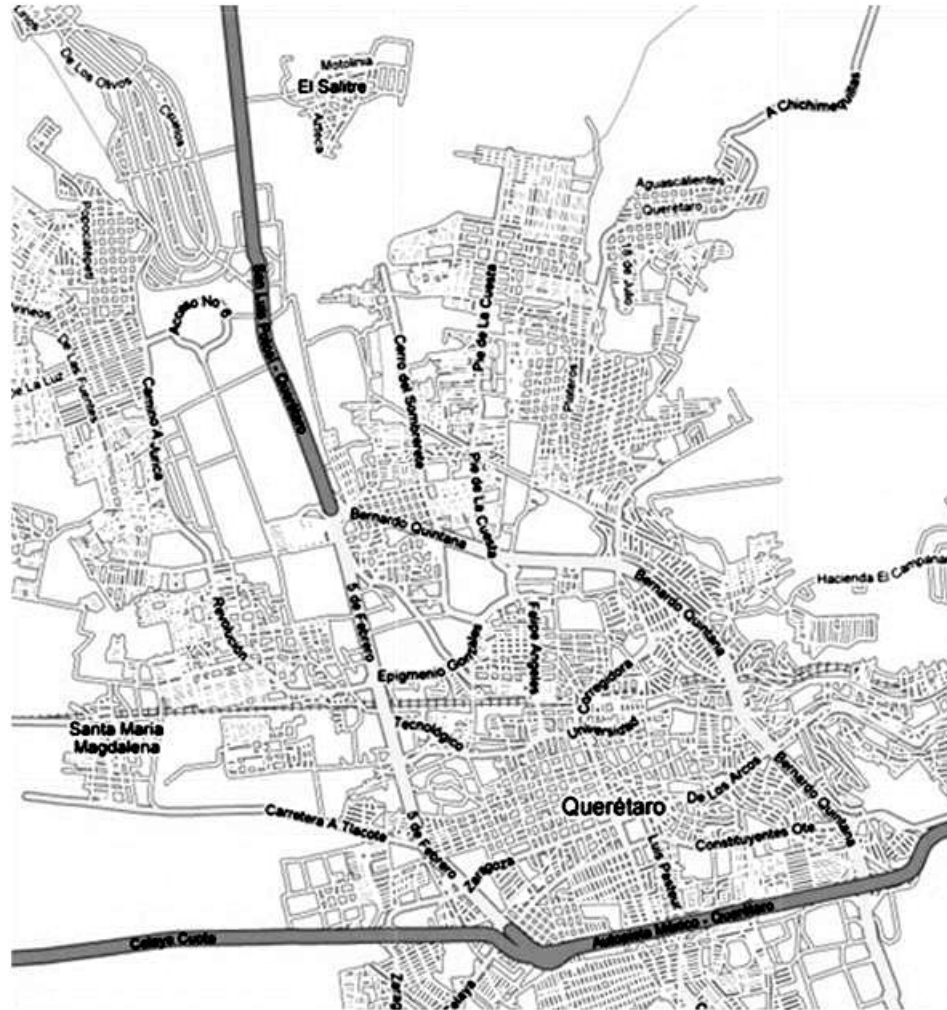 De Los Olivos
Cipreses
Motolinia
El Salitre
Azteca
A Chichimequillas
Aguascalientes
Querétaro
18 de Julio
Popocatépetl
San Luis Potosí - Querétaro
Acceso No 6
Pie de La Cuesta
De La Luz
De Las Fuentes
Camino A Jurica
Cerro del Sombrerete
Pie de La Cuesta
Bernardo Quintana
Bernardo Quintana
Hacienda El Campanar
5 de Febrero
Revolución
Epigmenio González
Felipe Ángeles
Corregidora
Universidad
Santa María
Magdalena
Tecnológico
De Los Arcos
Bernardo Quintana
Querétaro
Carretera A Tlacote
5 de Febrero
Constituyentes Ote
Luis Pasteur
Zaragoza
Celaya Cuota
Autopista México - Querétaro